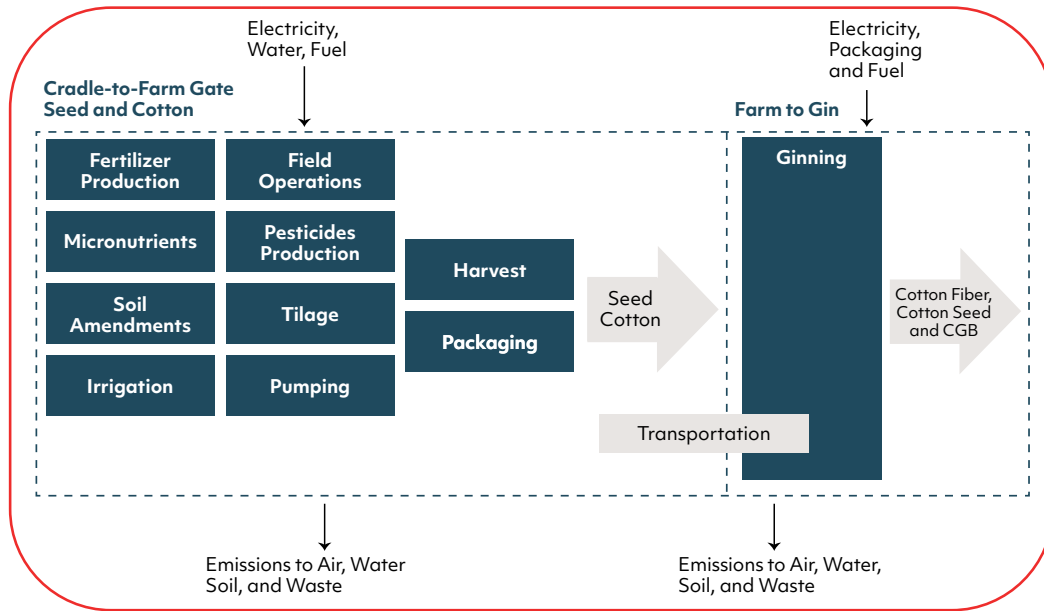 Electricity,
Water, Fuel
Electricity,
Packaging
and Fuel
Cradle-to-Farm Gate
Seed and Cotton
Farm to Gin
Fertilizer
Production
Field
Operations
Ginning
Micronutrients
Pesticides
Production
Harvest
Soil
Amendments
Tilage
Packaging
Irrigation
Pumping
Seed
Cotton
Cotton Fiber,
Cotton Seed
and CGB
Transportation
Emissions to Air, Water
Soil, and Waste
Emissions to Air, Water,
Soil, and Waste